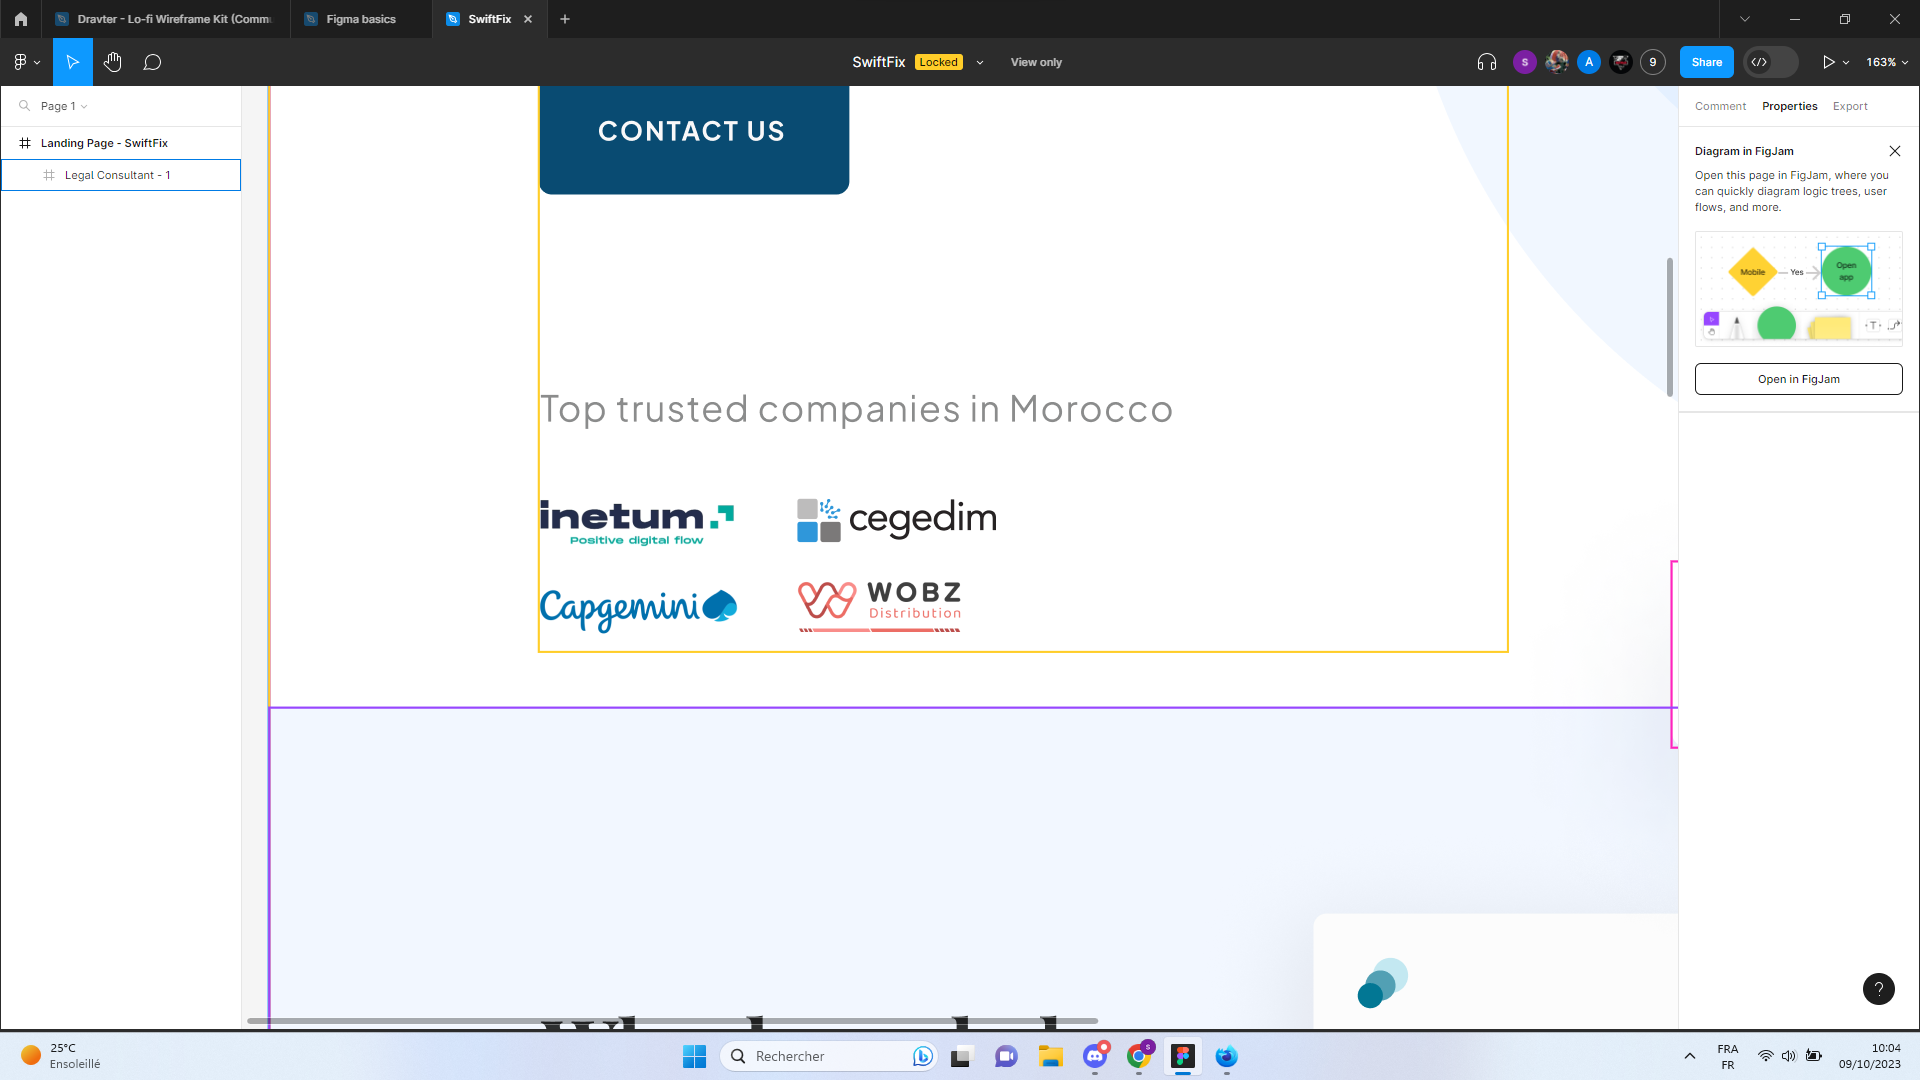 Dravter - Lo-fi Wireframe Kit (Comm
Figma basics
SwiftFix
SwiftFix
Locked
View only
S
A
9
Share
163%
Page 1
Landing Page - SwiftFix
Legal Consultant - 1
CONTACT US
Top trusted companies in Morocco
inetum
Positive digital flow
cegedim
Capgemini
WOBZ
Distribution
Comment
Properties
Export
Diagram in FigJam
Open this page in FigJam, where you
can quickly diagram logic trees, user
flows, and more.
Mobile
Yes
Open
app
T
Open in FigJam
?
25°C
Ensoleillé
Rechercher
S
FRA
FR
10:04
09/10/2023